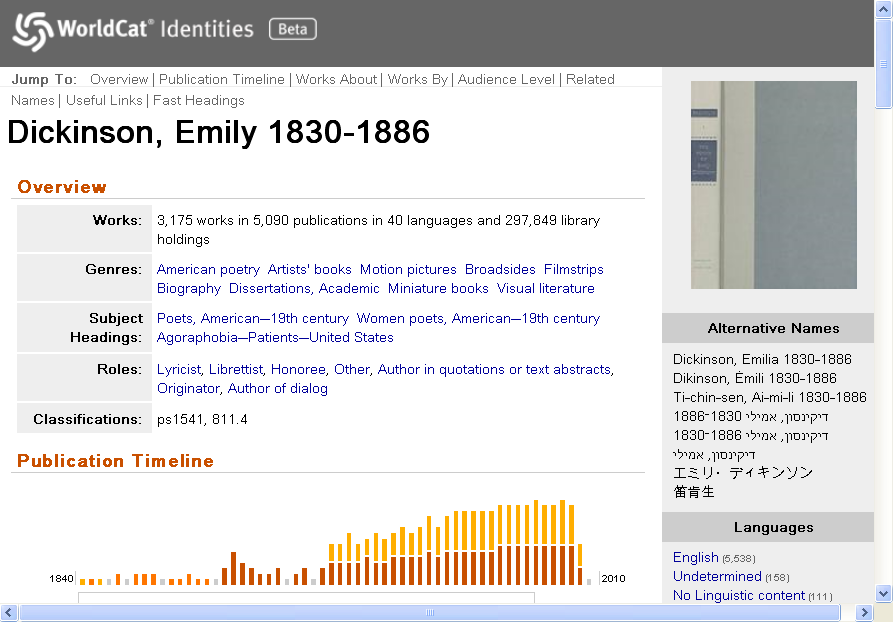 WorldCat® Identities Beta
Jump To: Overview | Publication Timeline | Works About | Works By | Audience Level | Related
Names | Useful Links | Fast Headings
Dickinson, Emily 1830-1886
Overview
Works: 3,175 works in 5,090 publications in 40 languages and 297,849 library
holdings
Genres: American poetry Artists' books Motion pictures Broadsides Filmstrips
Biography Dissertations, Academic Miniature books Visual literature
Subject Headings: Poets, American—19th century Women poets, American—19th century
Agoraphobia—Patients—United States
Roles: Lyricist, Librettist, Honoree, Other, Author in quotations or text abstracts,
Originator, Author of dialog
Classifications: ps1541, 811.4
Publication Timeline
1840 2010
Alternative Names
Dickinson, Emilia 1830-1886
Dikinson, Ėmili 1830-1886
Ti-chin-sen, Ai-mi-li 1830-1886
דיקינסון, אמילי 1830-1886
דיקינסון, אמילי 1886-1830
דיקינסון, אמילי
エミリ・ディキンソン
笛肯生
Languages
English (5,538)
Undetermined (158)
No Linguistic content (111)